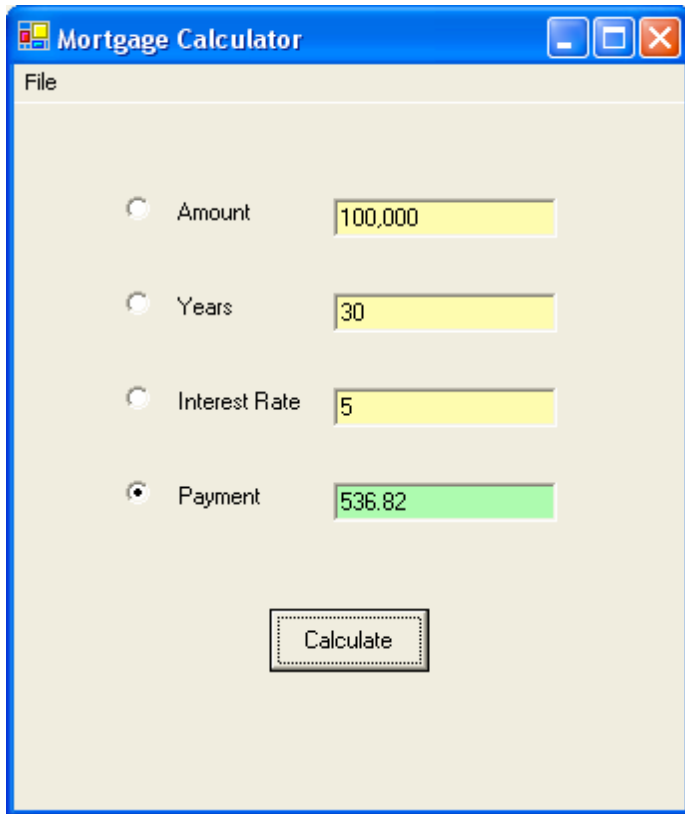 Mortgage Calculator
File
Amount 100,000
Years 30
Interest Rate 5
Payment 536.82
Calculate